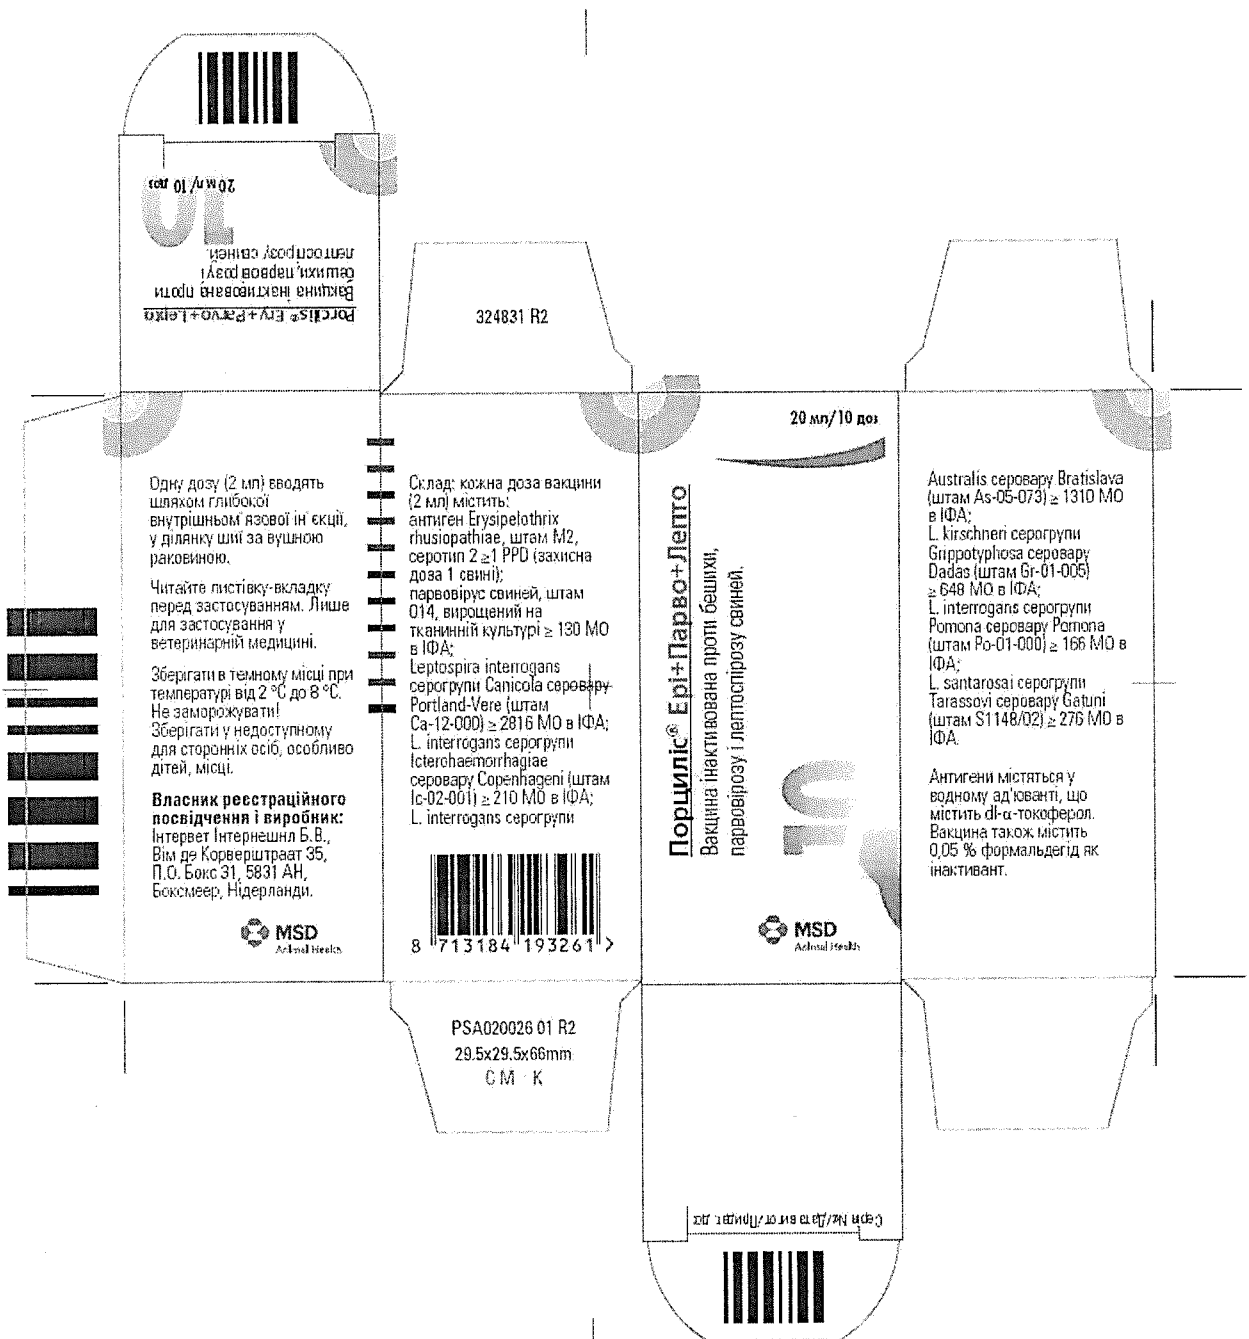 20 мл/10 доз
10
Porcilis® Ery+Parvo+Lepto
Вакцина інактивована проти
бешихи, парвовірозу і
лептоспірозу свиней.
324831 R2
Одну дозу (2 мл) вводять
шляхом глибокої
внутрішньом'язової ін'єкції,
у ділянку шиї за вушною
раковиною.
Читайте листівку-вкладку
перед застосуванням. Лише
для застосування у
ветеринарній медицині.
Зберігати в темному місці при
температурі від 2 °C до 8 °C.
Не заморожувати!
Зберігати у недоступному
для сторонніх осіб, особливо
дітей, місці.
Власник реєстраційного
посвідчення і виробник:
Інтервет Інтернешнл Б.В.,
Вім де Корверштраат 35,
П.О. Бокс 31, 5831 АН,
Боксмеер, Нідерланди.
MSD
Animal Health
Склад: кожна доза вакцини
(2 мл) містить:
антиген Erysipelothrix
rhusiopathiae, штам М2,
серотип 2 ≥1 PPD (захисна
доза 1 свині);
парвовірус свиней, штам
014, вирощений на
тканинній культурі ≥ 130 МО
в ІФА;
Leptospira interrogans
серогрупи Canicola серовару
Portland-Vere (штам
Ca-12-000) ≥ 2816 МО в ІФА;
L. interrogans серогрупи
Icterohaemorrhagiae
серовару Copenhageni (штам
Ic-02-001) ≥ 210 МО в ІФА;
L. interrogans серогрупи
8 713184 193261 >
20 мл/10 доз
Порциліс® Ері+Парво+Лепто
Вакцина інактивована проти бешихи,
парвовірозу і лептоспірозу свиней.
10
MSD
Animal Health
Australis серовару Bratislava
(штам As-05-073) ≥ 1310 МО
в ІФА;
L. kirschneri серогрупи
Grippotyphosa серовару
Dadas (штам Gr-01-005)
≥ 648 МО в ІФА;
L. interrogans серогрупи
Pomona серовару Pomona
(штам Po-01-000) ≥ 166 МО в
ІФА;
L. santarosai серогрупи
Tarassovi серовару Gatuni
(штам S1148/02) ≥ 276 МО в
ІФА.
Антигени містяться у
водному ад'юванті, що
містить dl-α-токоферол.
Вакцина також містить
0,05 % формальдегід як
інактивант.
PSA020026 01 R2
29.5x29.5x66mm
C M K
Серія №/Дата вигот/Придат. до: